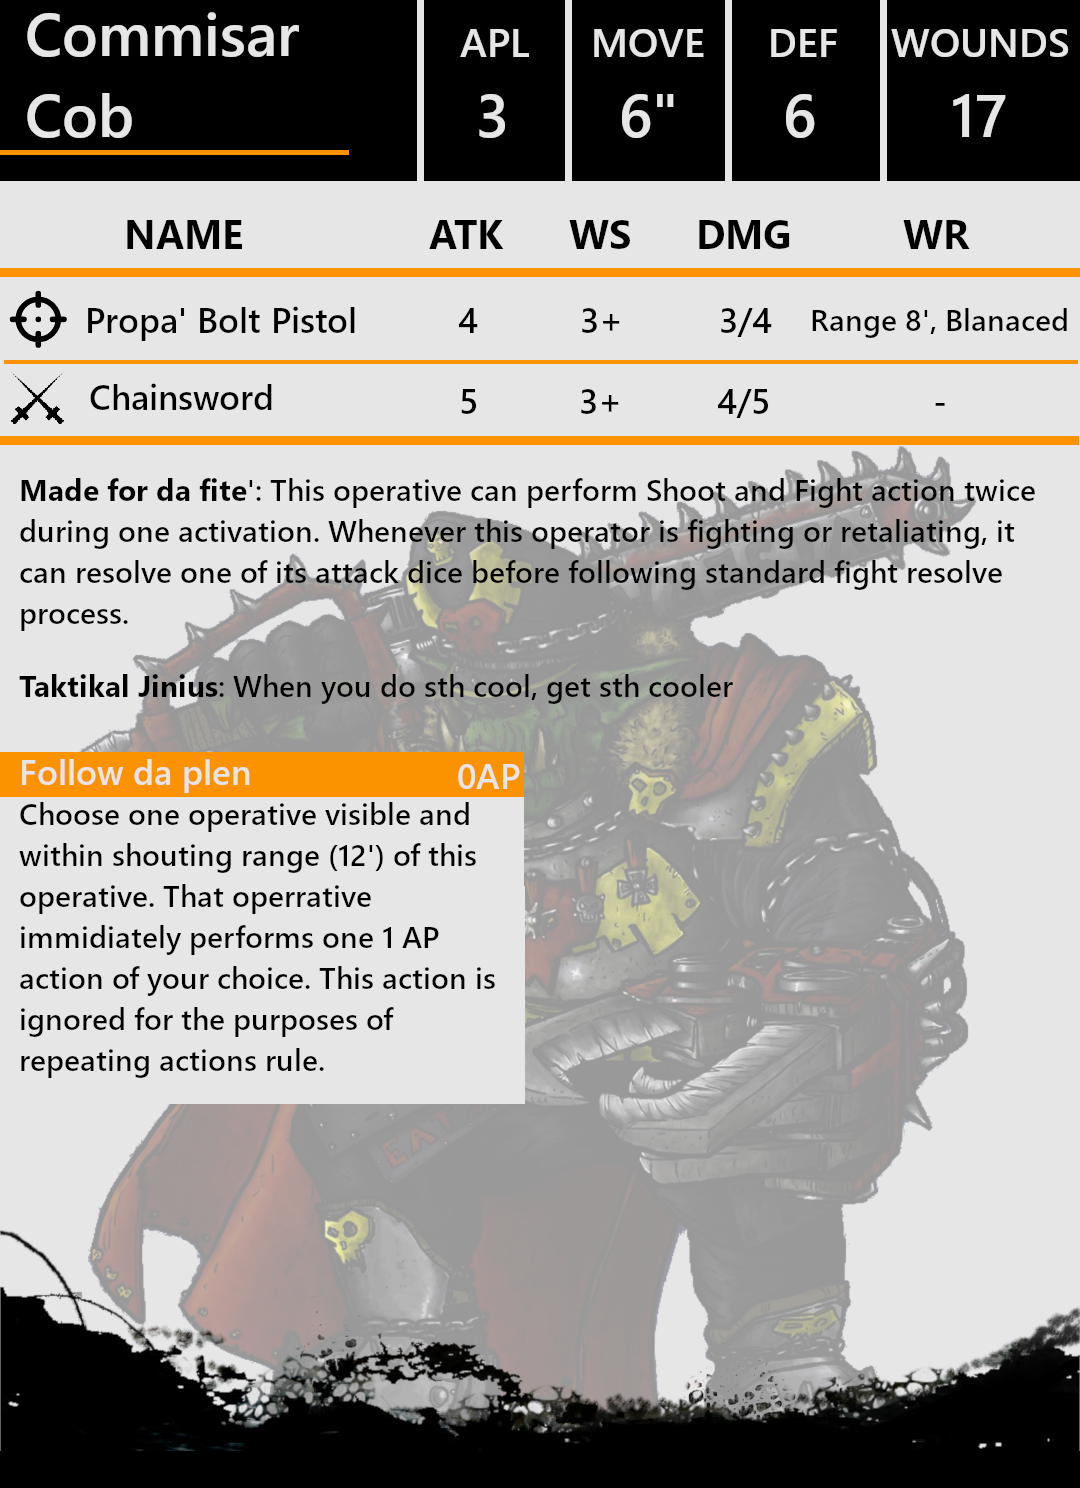 Commisar
Cob
APL
3
MOVE
6"
DEF
6
WOUNDS
17
NAME ATK WS DMG WR
Propa' Bolt Pistol 4 3+ 3/4 Range 8', Blanaced
Chainsword 5 3+ 4/5 -
Made for da fite': This operative can perform Shoot and Fight action twice
during one activation. Whenever this operator is fighting or retaliating, it
can resolve one of its attack dice before following standard fight resolve
process.
Taktikal Jinius: When you do sth cool, get sth cooler
Follow da plen 0AP
Choose one operative visible and
within shouting range (12') of this
operative. That operrative
immidiately performs one 1 AP
action of your choice. This action is
ignored for the purposes of
repeating actions rule.
EAT